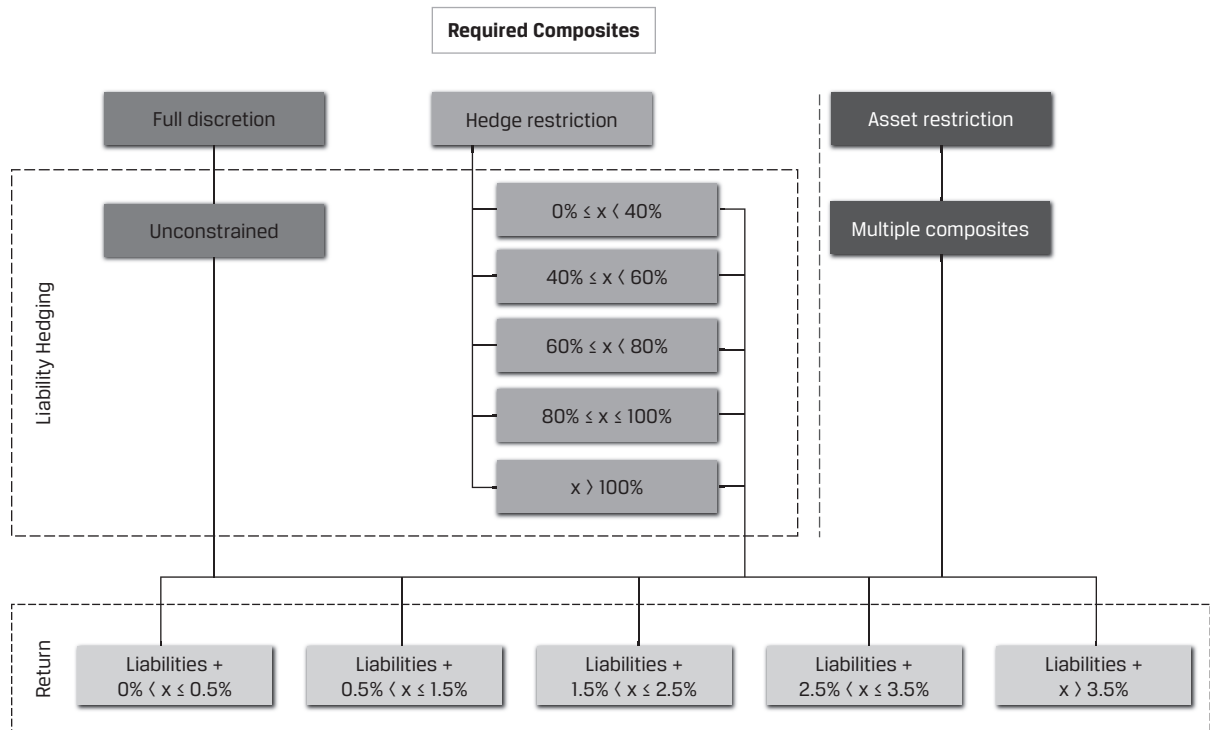 Required Composites
Full discretion
Hedge restriction
Asset restriction
Liability Hedging
Unconstrained
0% ≤ x ⟨ 40%
40% ≤ x ⟨ 60%
60% ≤ x ⟨ 80%
80% ≤ x ≤ 100%
x ⟩ 100%
Multiple composites
Return
Liabilities +
0% ⟨ x ≤ 0.5%
Liabilities +
0.5% ⟨ x ≤ 1.5%
Liabilities +
1.5% ⟨ x ≤ 2.5%
Liabilities +
2.5% ⟨ x ≤ 3.5%
Liabilities +
x ⟩ 3.5%